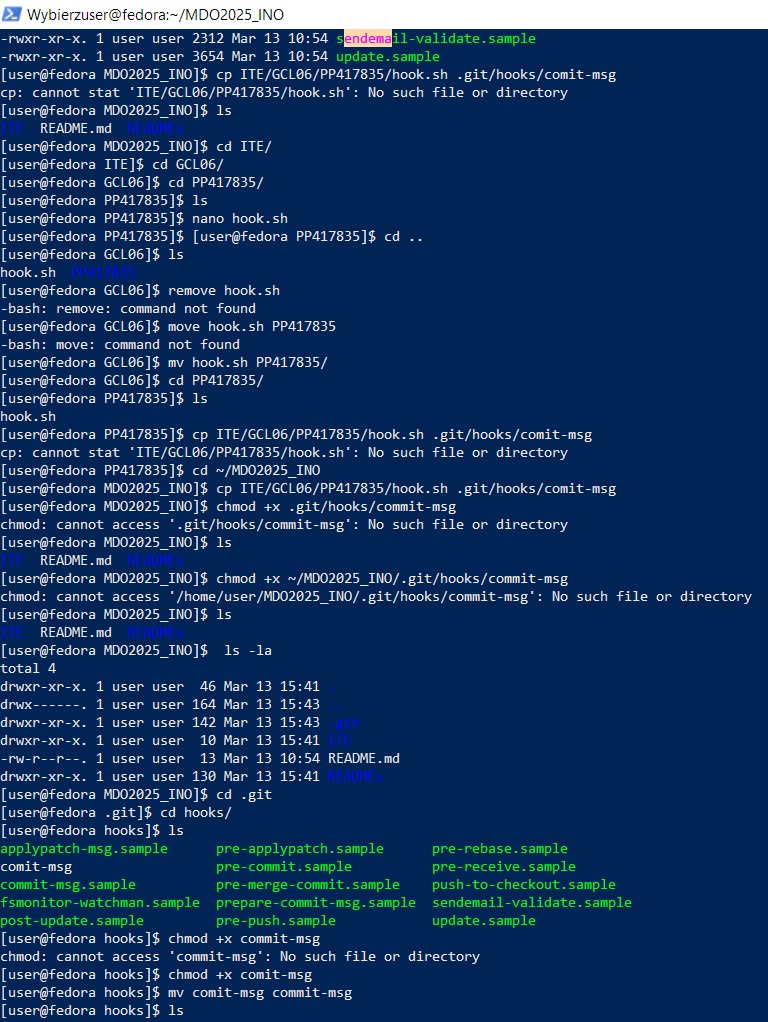 Wybierzuser@fedora:~/MDO2025_INO
-rwxr-xr-x. 1 user user 2312 Mar 13 10:54 sendemail-validate.sample
-rwxr-xr-x. 1 user user 3654 Mar 13 10:54 update.sample
[user@fedora MDO2025_INO]$ cp ITE/GCL06/PP417835/hook.sh .git/hooks/comit-msg
cp: cannot stat 'ITE/GCL06/PP417835/hook.sh': No such file or directory
[user@fedora MDO2025_INO]$ ls
ITE  README.md  READMEs
[user@fedora MDO2025_INO]$ cd ITE/
[user@fedora ITE]$ cd GCL06/
[user@fedora GCL06]$ cd PP417835/
[user@fedora PP417835]$ ls
[user@fedora PP417835]$ nano hook.sh
[user@fedora PP417835]$ [user@fedora PP417835]$ cd ..
[user@fedora GCL06]$ ls
hook.sh  PP417835
[user@fedora GCL06]$ remove hook.sh
-bash: remove: command not found
[user@fedora GCL06]$ move hook.sh PP417835
-bash: move: command not found
[user@fedora GCL06]$ mv hook.sh PP417835/
[user@fedora GCL06]$ cd PP417835/
[user@fedora PP417835]$ ls
hook.sh
[user@fedora PP417835]$ cp ITE/GCL06/PP417835/hook.sh .git/hooks/comit-msg
cp: cannot stat 'ITE/GCL06/PP417835/hook.sh': No such file or directory
[user@fedora PP417835]$ cd ~/MDO2025_INO
[user@fedora MDO2025_INO]$ cp ITE/GCL06/PP417835/hook.sh .git/hooks/comit-msg
[user@fedora MDO2025_INO]$ chmod +x .git/hooks/commit-msg
chmod: cannot access '.git/hooks/commit-msg': No such file or directory
[user@fedora MDO2025_INO]$ ls
ITE  README.md  READMEs
[user@fedora MDO2025_INO]$ chmod +x ~/MDO2025_INO/.git/hooks/commit-msg
chmod: cannot access '/home/user/MDO2025_INO/.git/hooks/commit-msg': No such file or directory
[user@fedora MDO2025_INO]$ ls
ITE  README.md  READMEs
[user@fedora MDO2025_INO]$  ls -la
total 4
drwxr-xr-x. 1 user user  46 Mar 13 15:41 .
drwx------. 1 user user 164 Mar 13 15:43 ..
drwxr-xr-x. 1 user user 142 Mar 13 15:43 .git
drwxr-xr-x. 1 user user  10 Mar 13 15:41 ITE
-rw-r--r--. 1 user user  13 Mar 13 10:54 README.md
drwxr-xr-x. 1 user user 130 Mar 13 15:41 READMEs
[user@fedora MDO2025_INO]$ cd .git
[user@fedora .git]$ cd hooks/
[user@fedora hooks]$ ls
applypatch-msg.sample      pre-applypatch.sample      pre-rebase.sample
comit-msg                  pre-commit.sample          pre-receive.sample
commit-msg.sample          pre-merge-commit.sample    push-to-checkout.sample
fsmonitor-watchman.sample  prepare-commit-msg.sample  sendemail-validate.sample
post-update.sample         pre-push.sample            update.sample
[user@fedora hooks]$ chmod +x commit-msg
chmod: cannot access 'commit-msg': No such file or directory
[user@fedora hooks]$ chmod +x comit-msg
[user@fedora hooks]$ mv comit-msg commit-msg
[user@fedora hooks]$ ls